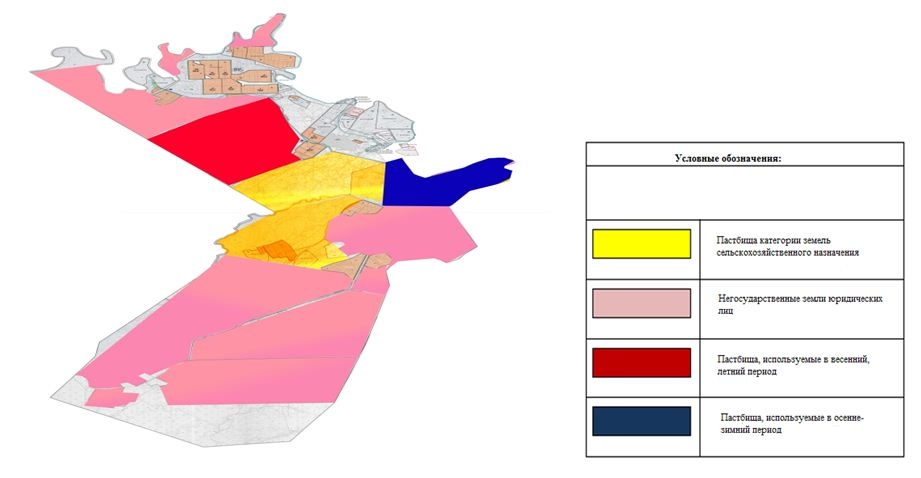 Условные обозначения:
Пастбища категории земель
сельскохозяйственного назначения
Негосударственные земли юридических
лиц
Пастбища, используемые в весенний,
летний период
Пастбища, используемые в осенне-
зимний период